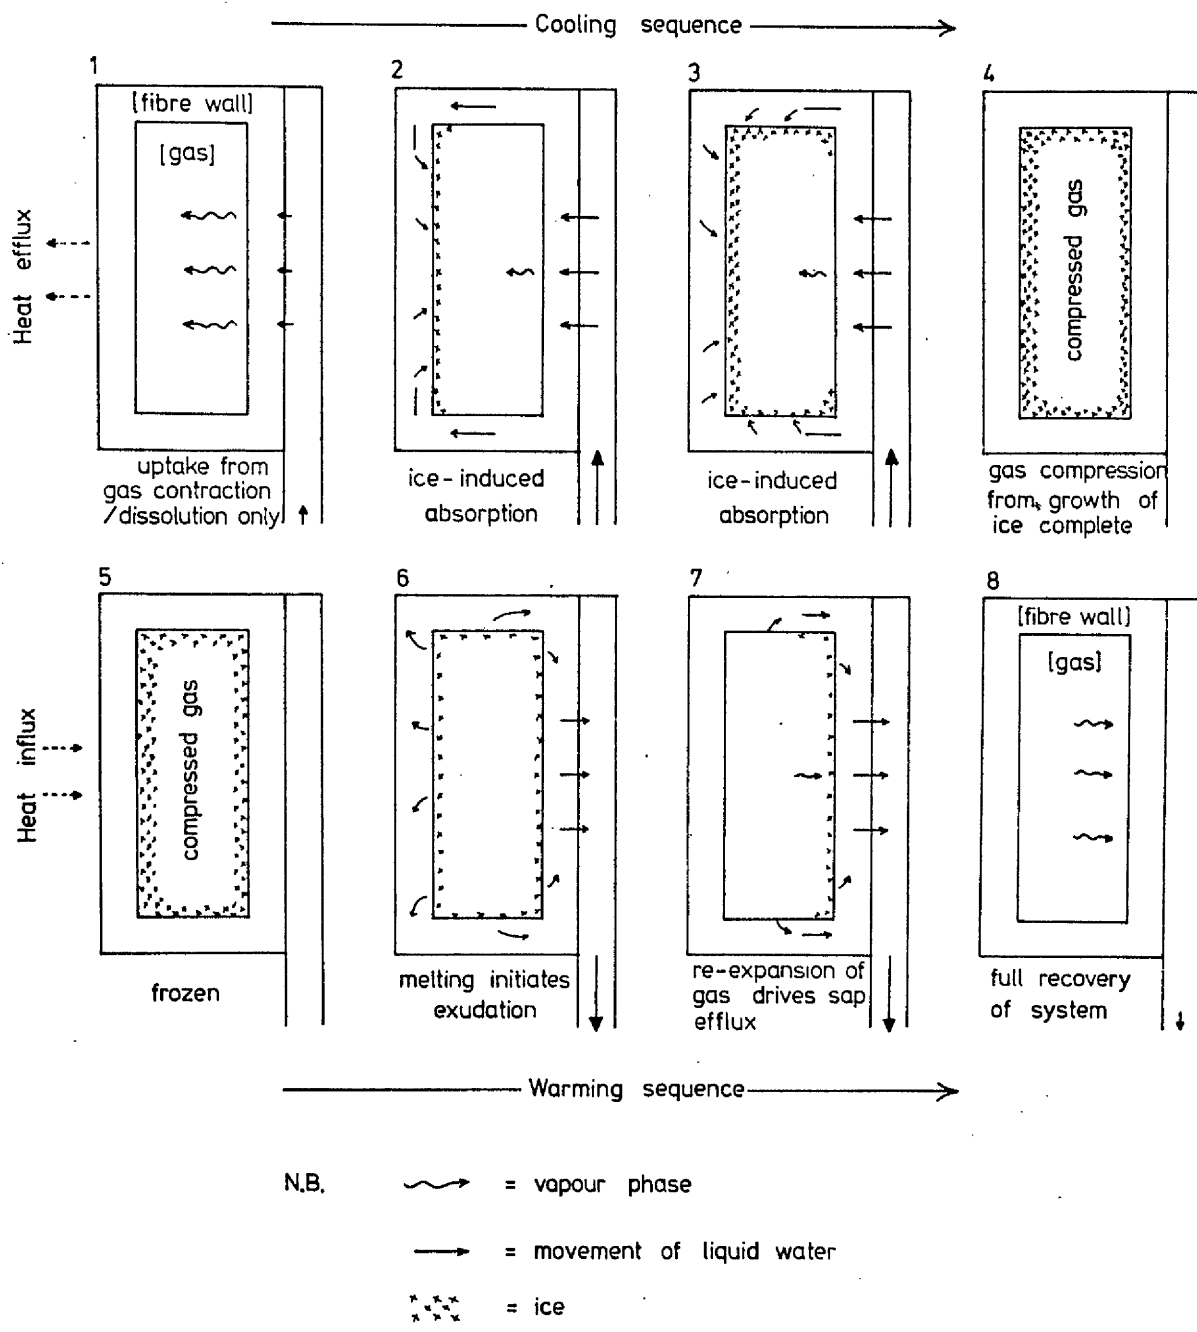 Cooling sequence
1
[fibre wall]
[gas]
Heat efflux
uptake from
gas contraction
/dissolution only
2
ice-induced
absorption
3
ice-induced
absorption
4
compressed gas
gas compression
from growth of
ice complete
5
compressed gas
Heat influx
frozen
6
melting initiates
exudation
7
re-expansion of
gas drives sap
efflux
8
[fibre wall]
[gas]
full recovery
of system
Warming sequence
N.B.
= vapour phase
= movement of liquid water
= ice